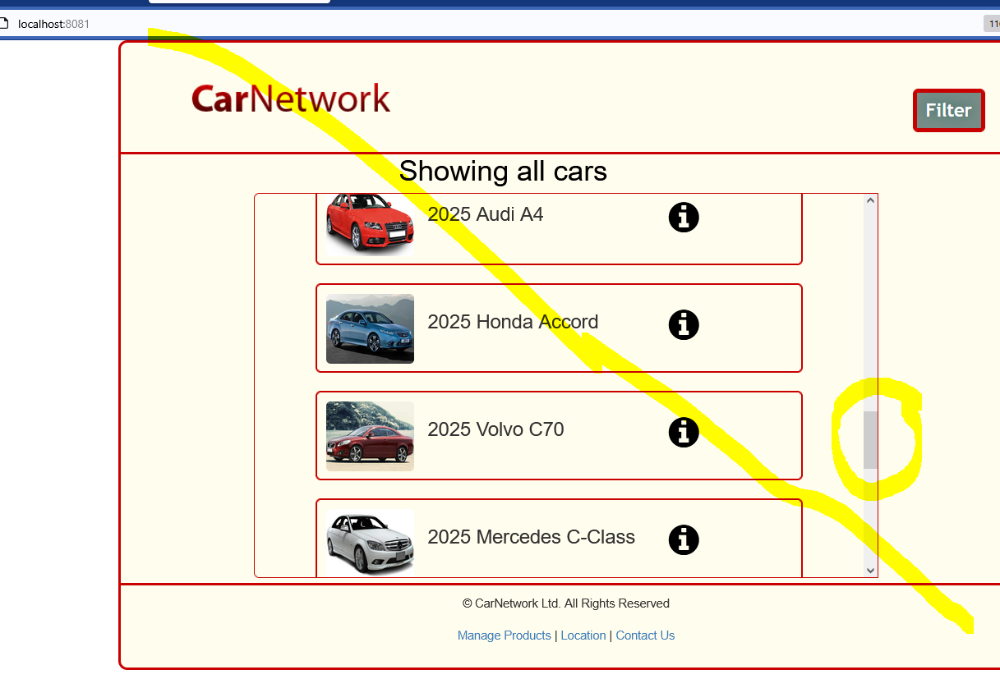 localhost:8081
CarNetwork
Filter
Showing all cars
2025 Audi A4
2025 Honda Accord
2025 Volvo C70
2025 Mercedes C-Class
© CarNetwork Ltd. All Rights Reserved
Manage Products | Location | Contact Us